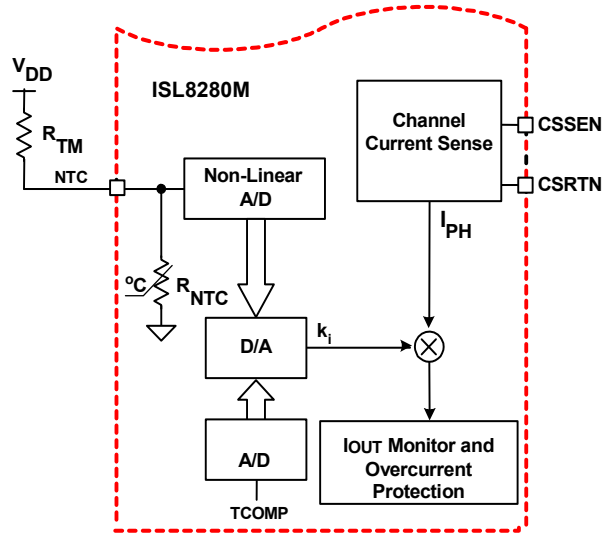 VDD
RTM
NTC
ISL8280M
Channel
Current Sense
CSSEN
CSRTN
Non-Linear
A/D
IPH
oC
RNTC
D/A
ki
A/D
TCOMP
IOUT Monitor and
Overcurrent
Protection